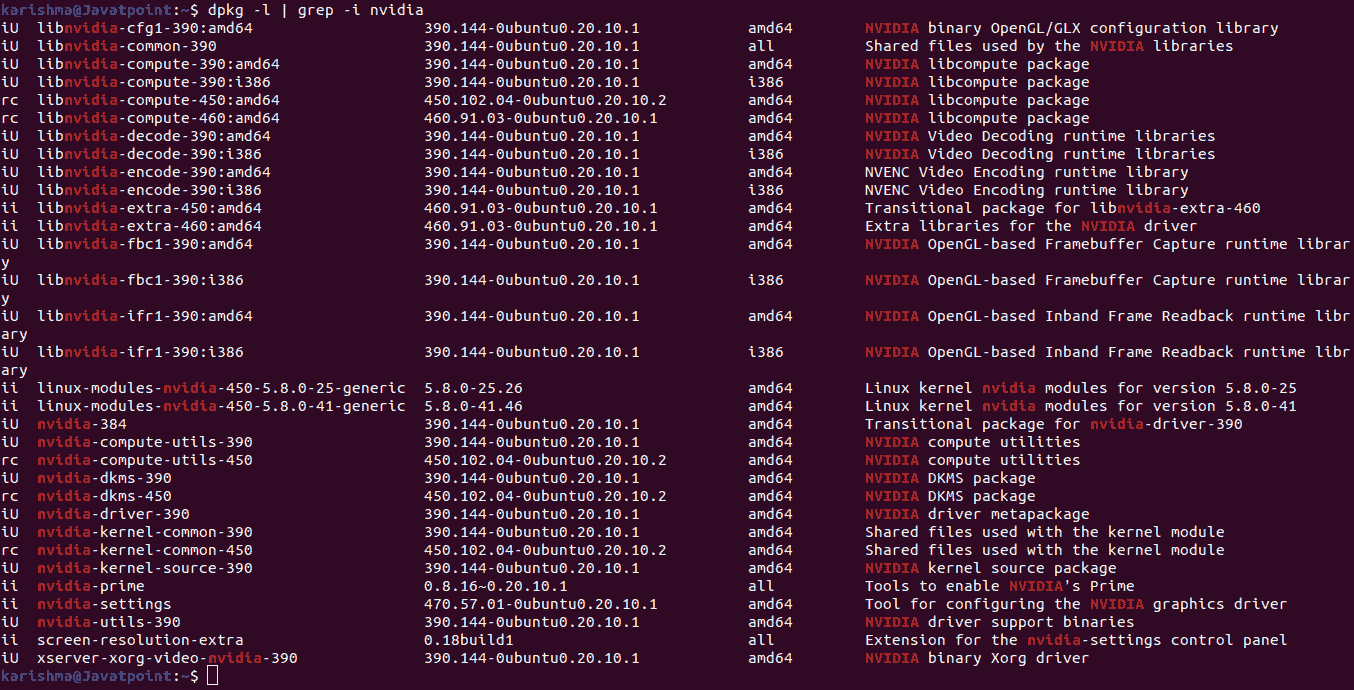 karishma@Javatpoint:~$ dpkg -l | grep -i nvidia
iU  libnvidia-cfg1-390:amd64                   390.144-0ubuntu0.20.10.1            amd64        NVIDIA binary OpenGL/GLX configuration library
iU  libnvidia-common-390                       390.144-0ubuntu0.20.10.1            all          Shared files used by the NVIDIA libraries
iU  libnvidia-compute-390:amd64                390.144-0ubuntu0.20.10.1            amd64        NVIDIA libcompute package
iU  libnvidia-compute-390:i386                 390.144-0ubuntu0.20.10.1            i386         NVIDIA libcompute package
rc  libnvidia-compute-450:amd64                450.102.04-0ubuntu0.20.10.2         amd64        NVIDIA libcompute package
rc  libnvidia-compute-460:amd64                460.91.03-0ubuntu0.20.10.1          amd64        NVIDIA libcompute package
iU  libnvidia-decode-390:amd64                 390.144-0ubuntu0.20.10.1            amd64        NVIDIA Video Decoding runtime libraries
iU  libnvidia-decode-390:i386                  390.144-0ubuntu0.20.10.1            i386         NVIDIA Video Decoding runtime libraries
iU  libnvidia-encode-390:amd64                 390.144-0ubuntu0.20.10.1            amd64        NVENC Video Encoding runtime library
iU  libnvidia-encode-390:i386                  390.144-0ubuntu0.20.10.1            i386         NVENC Video Encoding runtime library
ii  libnvidia-extra-450:amd64                  460.91.03-0ubuntu0.20.10.1          amd64        Transitional package for libnvidia-extra-460
ii  libnvidia-extra-460:amd64                  460.91.03-0ubuntu0.20.10.1          amd64        Extra libraries for the NVIDIA driver
iU  libnvidia-fbc1-390:amd64                   390.144-0ubuntu0.20.10.1            amd64        NVIDIA OpenGL-based Framebuffer Capture runtime librar
y
iU  libnvidia-fbc1-390:i386                    390.144-0ubuntu0.20.10.1            i386         NVIDIA OpenGL-based Framebuffer Capture runtime librar
y
iU  libnvidia-ifr1-390:amd64                   390.144-0ubuntu0.20.10.1            amd64        NVIDIA OpenGL-based Inband Frame Readback runtime libr
ary
iU  libnvidia-ifr1-390:i386                    390.144-0ubuntu0.20.10.1            i386         NVIDIA OpenGL-based Inband Frame Readback runtime libr
ary
ii  linux-modules-nvidia-450-5.8.0-25-generic  5.8.0-25.26                         amd64        Linux kernel nvidia modules for version 5.8.0-25
ii  linux-modules-nvidia-450-5.8.0-41-generic  5.8.0-41.46                         amd64        Linux kernel nvidia modules for version 5.8.0-41
iU  nvidia-384                                 390.144-0ubuntu0.20.10.1            amd64        Transitional package for nvidia-driver-390
iU  nvidia-compute-utils-390                   390.144-0ubuntu0.20.10.1            amd64        NVIDIA compute utilities
rc  nvidia-compute-utils-450                   450.102.04-0ubuntu0.20.10.2         amd64        NVIDIA compute utilities
iU  nvidia-dkms-390                            390.144-0ubuntu0.20.10.1            amd64        NVIDIA DKMS package
rc  nvidia-dkms-450                            450.102.04-0ubuntu0.20.10.2         amd64        NVIDIA DKMS package
iU  nvidia-driver-390                          390.144-0ubuntu0.20.10.1            amd64        NVIDIA driver metapackage
iU  nvidia-kernel-common-390                   390.144-0ubuntu0.20.10.1            amd64        Shared files used with the kernel module
rc  nvidia-kernel-common-450                   450.102.04-0ubuntu0.20.10.2         amd64        Shared files used with the kernel module
iU  nvidia-kernel-source-390                   390.144-0ubuntu0.20.10.1            amd64        NVIDIA kernel source package
ii  nvidia-prime                               0.8.16~0.20.10.1                    all          Tools to enable NVIDIA's Prime
ii  nvidia-settings                            470.57.01-0ubuntu0.20.10.1          amd64        Tool for configuring the NVIDIA graphics driver
iU  nvidia-utils-390                           390.144-0ubuntu0.20.10.1            amd64        NVIDIA driver support binaries
ii  screen-resolution-extra                    0.18build1                          all          Extension for the nvidia-settings control panel
iU  xserver-xorg-video-nvidia-390              390.144-0ubuntu0.20.10.1            amd64        NVIDIA binary Xorg driver
karishma@Javatpoint:~$